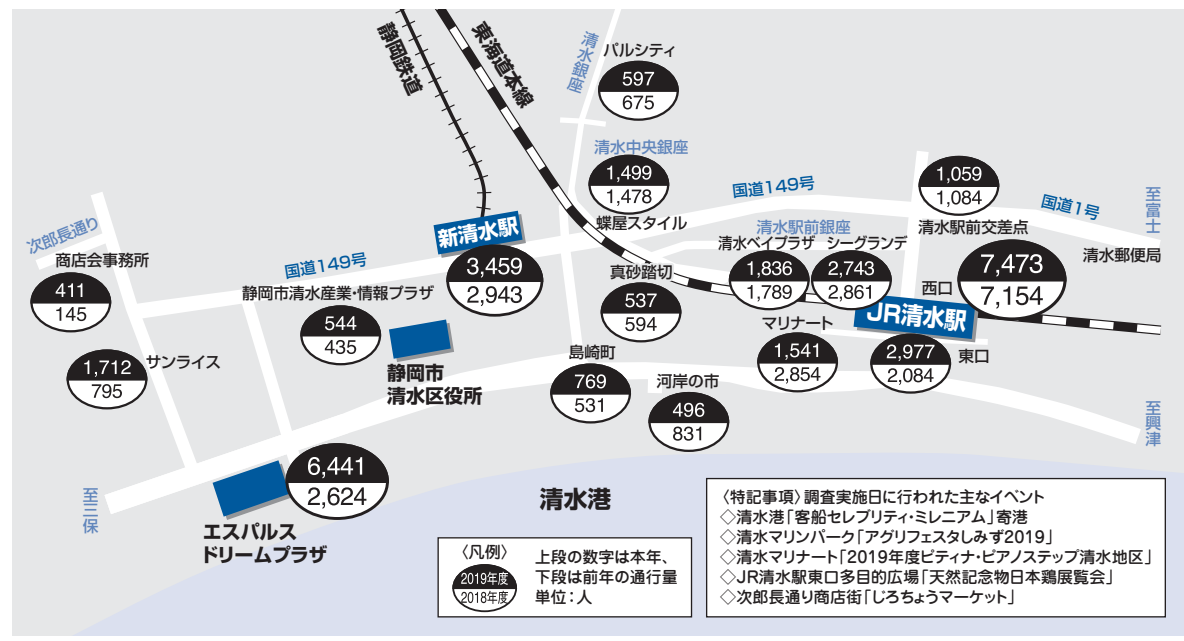 静岡鉄道
東海道本線
清水銀座
パルシティ
597
675
清水中央銀座
1,499
1,478
蝶屋スタイル
国道149号
1,059
1,084
清水駅前交差点
国道1号
至富士
清水郵便局
次郎長通り
商店会事務所
411
145
国道149号
新清水駅
3,459
2,943
静岡市清水産業・情報プラザ
544
435
静岡市
清水区役所
真砂踏切
537
594
清水駅前銀座
清水ベイプラザ
1,836
1,789
シーグランデ
2,743
2,861
西口
7,473
7,154
JR清水駅
マリナート
1,541
2,854
2,977
2,084
東口
1,712
795
サンライス
島崎町
769
531
河岸の市
496
831
至興津
6,441
2,624
至三保
エスパルス
ドリームプラザ
清水港
〈凡例〉
2019年度
2018年度
上段の数字は本年、
下段は前年の通行量
単位：人
〈特記事項〉調査実施日に行われた主なイベント
◇清水港「客船セレブリティ・ミレニアム」寄港
◇清水マリンパーク「アグリフェスタしみず2019」
◇清水マリナート「2019年度ピティナ・ピアノステップ清水地区」
◇JR清水駅東口多目的広場「天然記念物日本鶏展覧会」
◇次郎長通り商店街「じろちょうマーケット」